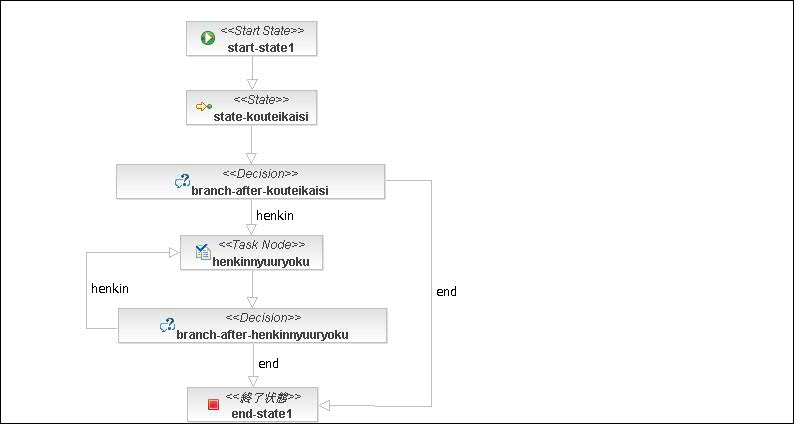 <<Start State>>
start-state1
<<State>>
state-kouteikaisi
<<Decision>>
branch-after-kouteikaisi
henkin
<<Task Node>>
henkinnyuuryoku
henkin
end
<<Decision>>
branch-after-henkinnyuuryoku
end
<<終了状態>>
end-state1